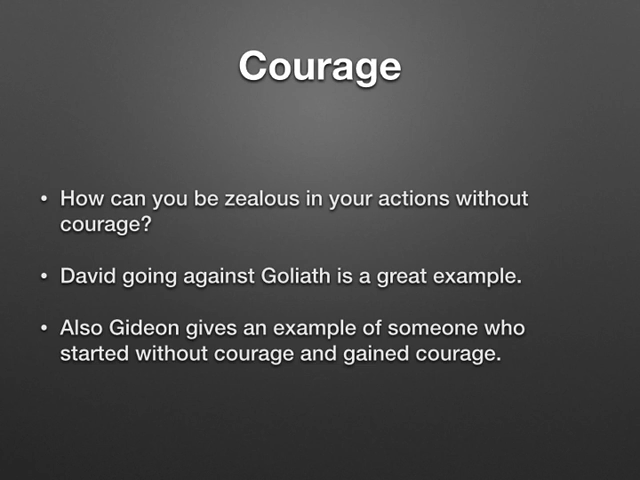 Courage
• How can you be zealous in your actions without
courage?
• David going against Goliath is a great example.
• Also Gideon gives an example of someone who
started without courage and gained courage.